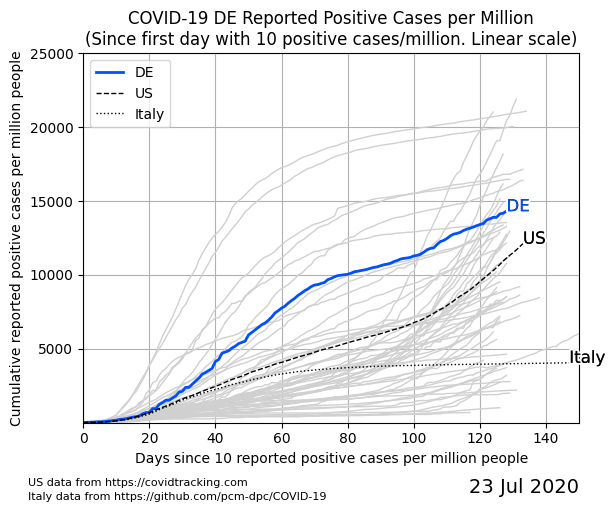 COVID-19 DE Reported Positive Cases per Million
(Since first day with 10 positive cases/million. Linear scale)
Cumulative reported positive cases per million people
25000
20000
15000
10000
5000
DE
US
Italy
DE
US
Italy
0
20
40
60
80
100
120
140
Days since 10 reported positive cases per million people
US data from https://covidtracking.com
Italy data from https://github.com/pcm-dpc/COVID-19
23 Jul 2020